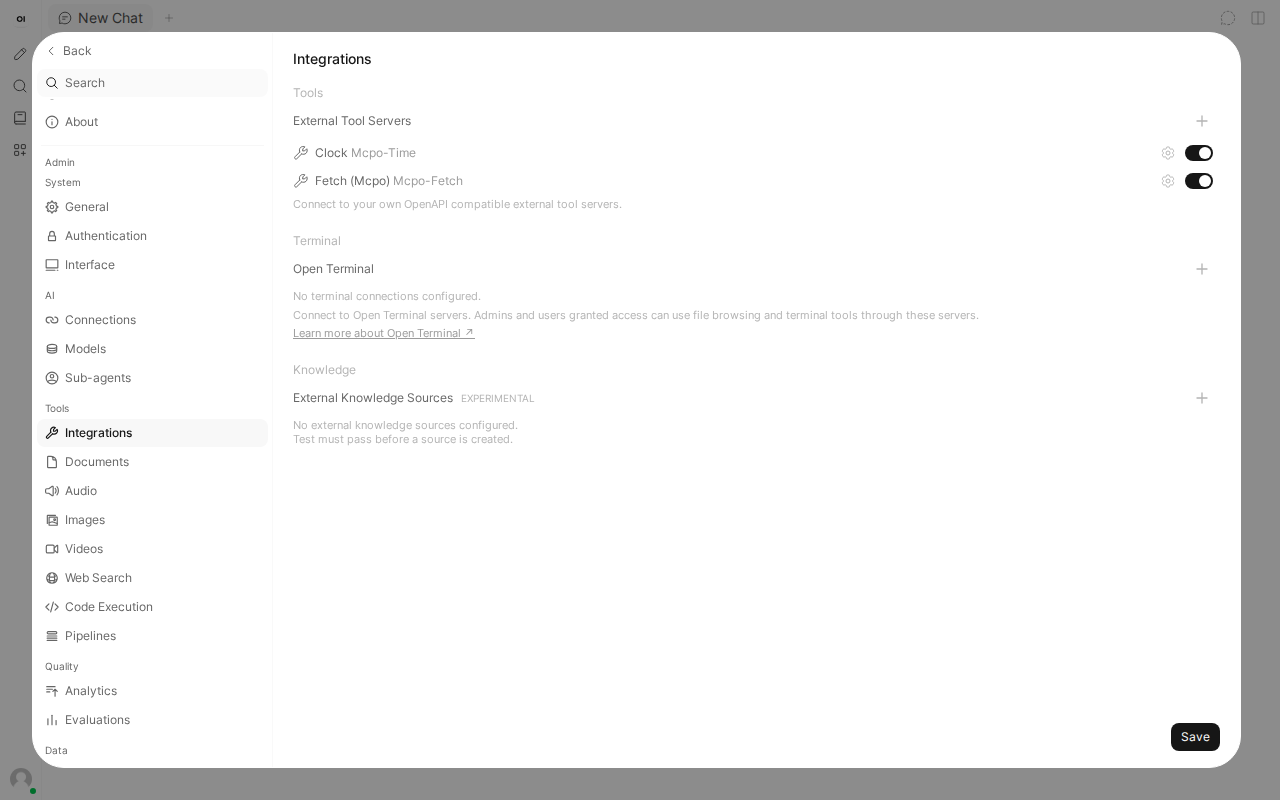 OI
New Chat
Back
Search
About
Admin
System
General
Authentication
Interface
AI
Connections
Models
Sub-agents
Tools
Integrations
Documents
Audio
Images
Videos
Web Search
Code Execution
Pipelines
Quality
Analytics
Evaluations
Data
Integrations
Tools
External Tool Servers
Clock Mcpo-Time
Fetch (Mcpo) Mcpo-Fetch
Connect to your own OpenAPI compatible external tool servers.
Terminal
Open Terminal
No terminal connections configured.
Connect to Open Terminal servers. Admins and users granted access can use file browsing and terminal tools through these servers.
Learn more about Open Terminal ↗
Knowledge
External Knowledge Sources EXPERIMENTAL
No external knowledge sources configured.
Test must pass before a source is created.
Save